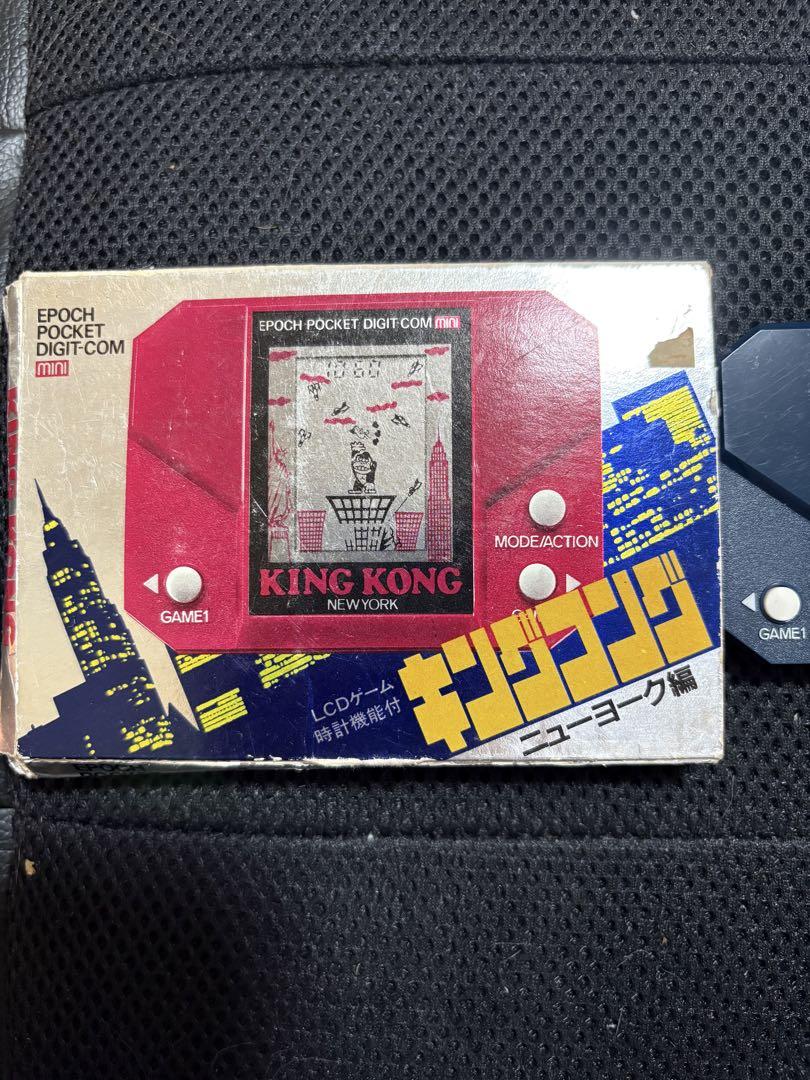 EPOCH
POCKET
DIGIT-COM
mini
EPOCH POCKET DIGIT-COM mini
10:60
KING KONG
NEW YORK
MODE/ACTION
GAME1
LCDゲーム
時計機能付
キングコング
ニューヨーク編
GAME1